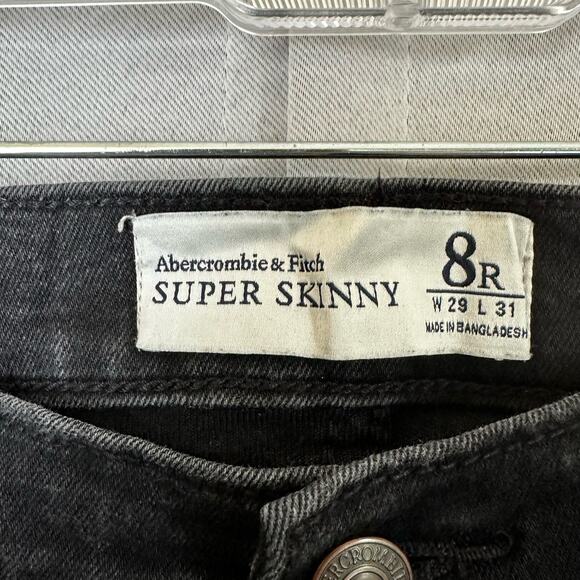 Abercrombie & Fitch
SUPER SKINNY
8R
W 29 L 31
MADE IN BANGLADESH